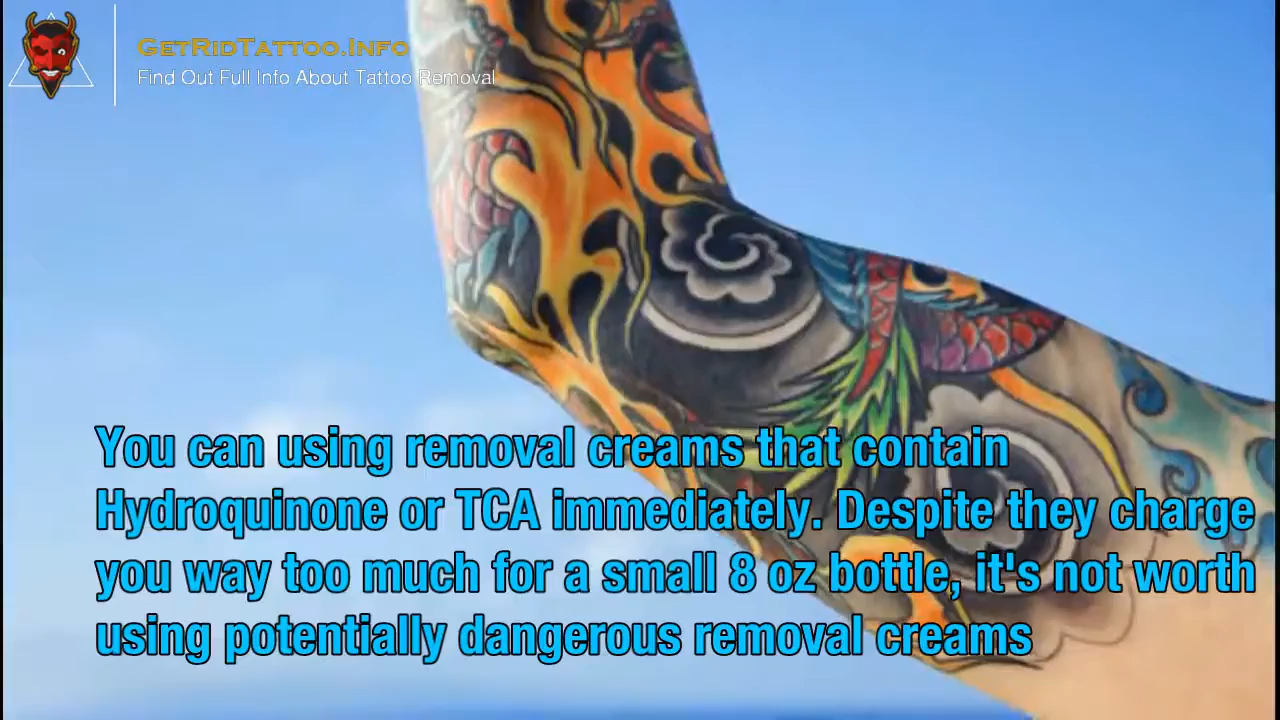 GetRidTattoo.Info
Find Out Full Info About Tattoo Removal
You can using removal creams that contain
Hydroquinone or TCA immediately. Despite they charge
you way too much for a small 8 oz bottle, it's not worth
using potentially dangerous removal creams